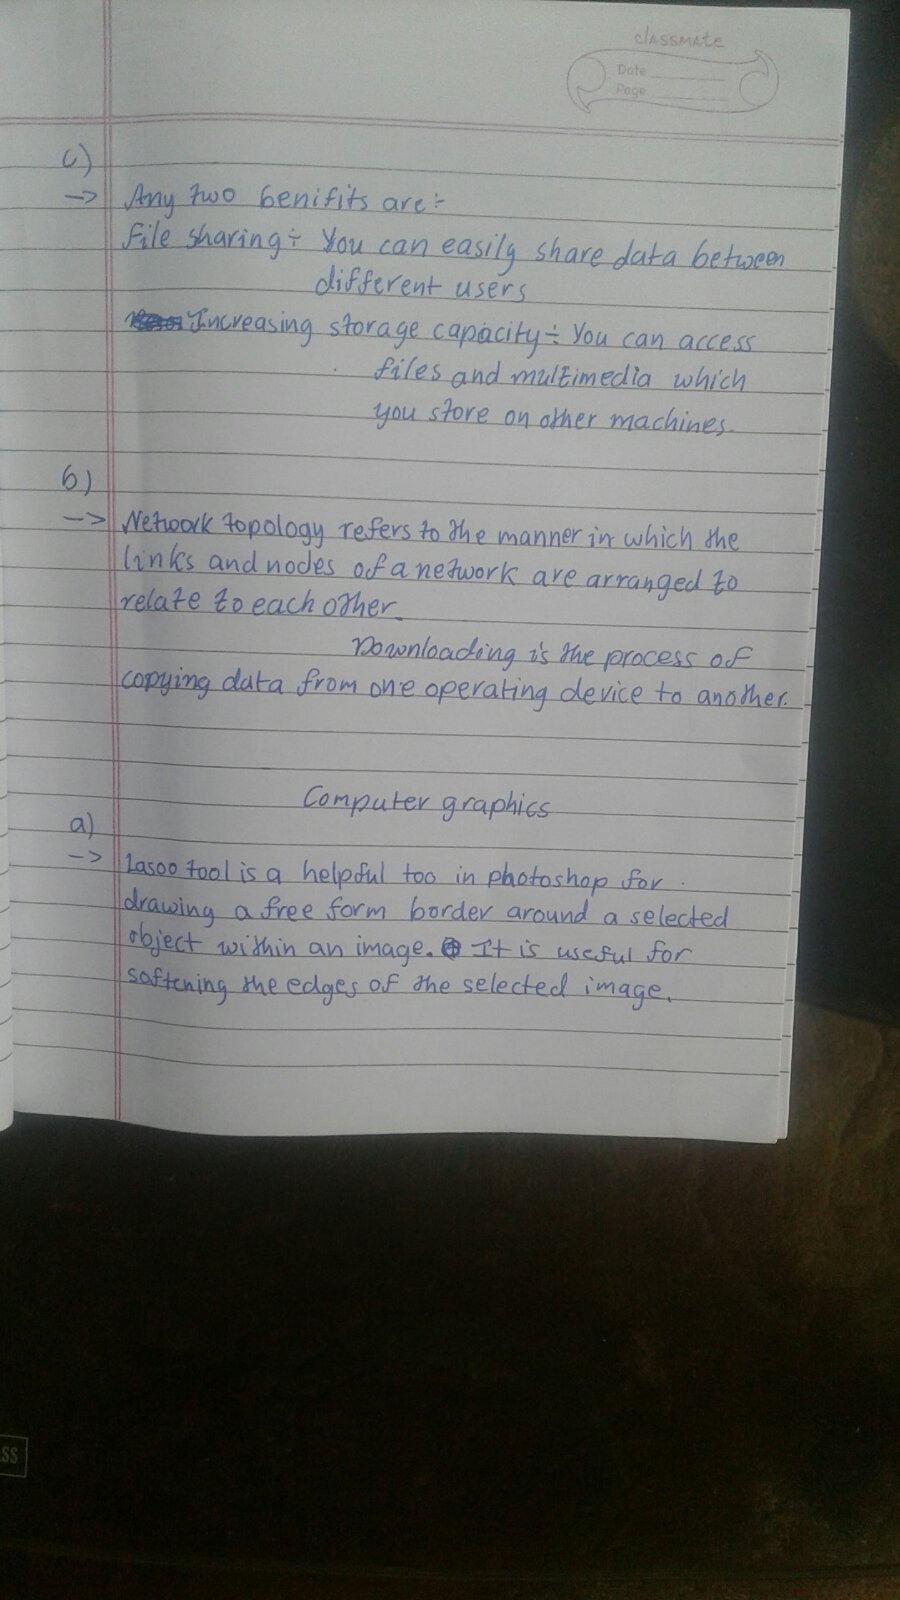 classmate
Date
Page
c)
-> Any two benifits are:-
File sharing:- You can easily share data between
different users
Increasing storage capacity:- You can access
files and multimedia which
you store on other machines.
b)
-> Network topology refers to the manner in which the
links and nodes of a network are arranged to
relate to each other.
Downloading is the process of
copying data from one operating device to another.
Computer graphics
a)
-> Lasoo tool is a helpful too in photoshop for
drawing a free form border around a selected
object within an image. It is useful for
softening the edges of the selected image.
SS